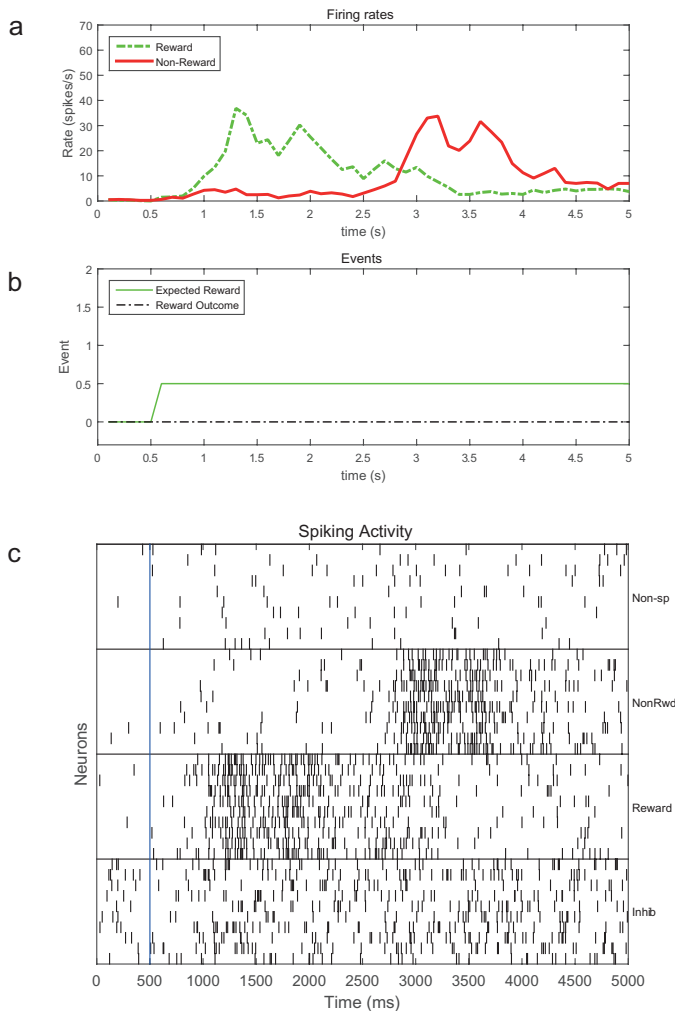 a
Firing rates
70
60
50
40
30
20
10
0
Rate (spikes/s)
Reward
Non-Reward
0 0.5 1 1.5 2 2.5 3 3.5 4 4.5 5
time (s)
b
Events
2
1.5
1
0.5
0
Event
Expected Reward
Reward Outcome
0 0.5 1 1.5 2 2.5 3 3.5 4 4.5 5
time (s)
c
Spiking Activity
Neurons
Non-sp
NonRwd
Reward
Inhib
0 500 1000 1500 2000 2500 3000 3500 4000 4500 5000
Time (ms)